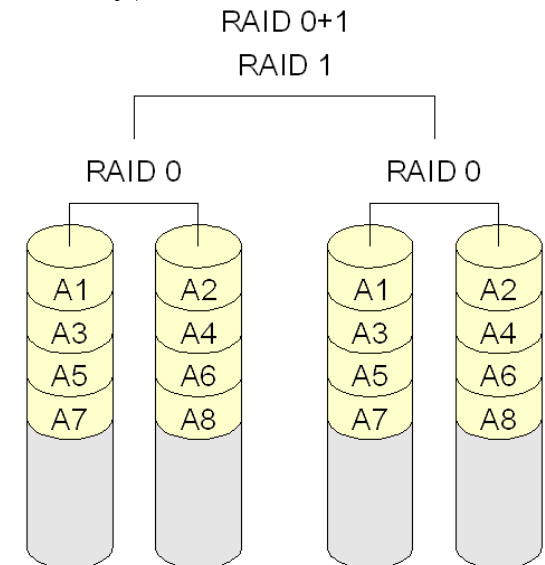 RAID 0+1
RAID 1
RAID 0 RAID 0
A1 A2 A1 A2
A3 A4 A3 A4
A5 A6 A5 A6
A7 A8 A7 A8